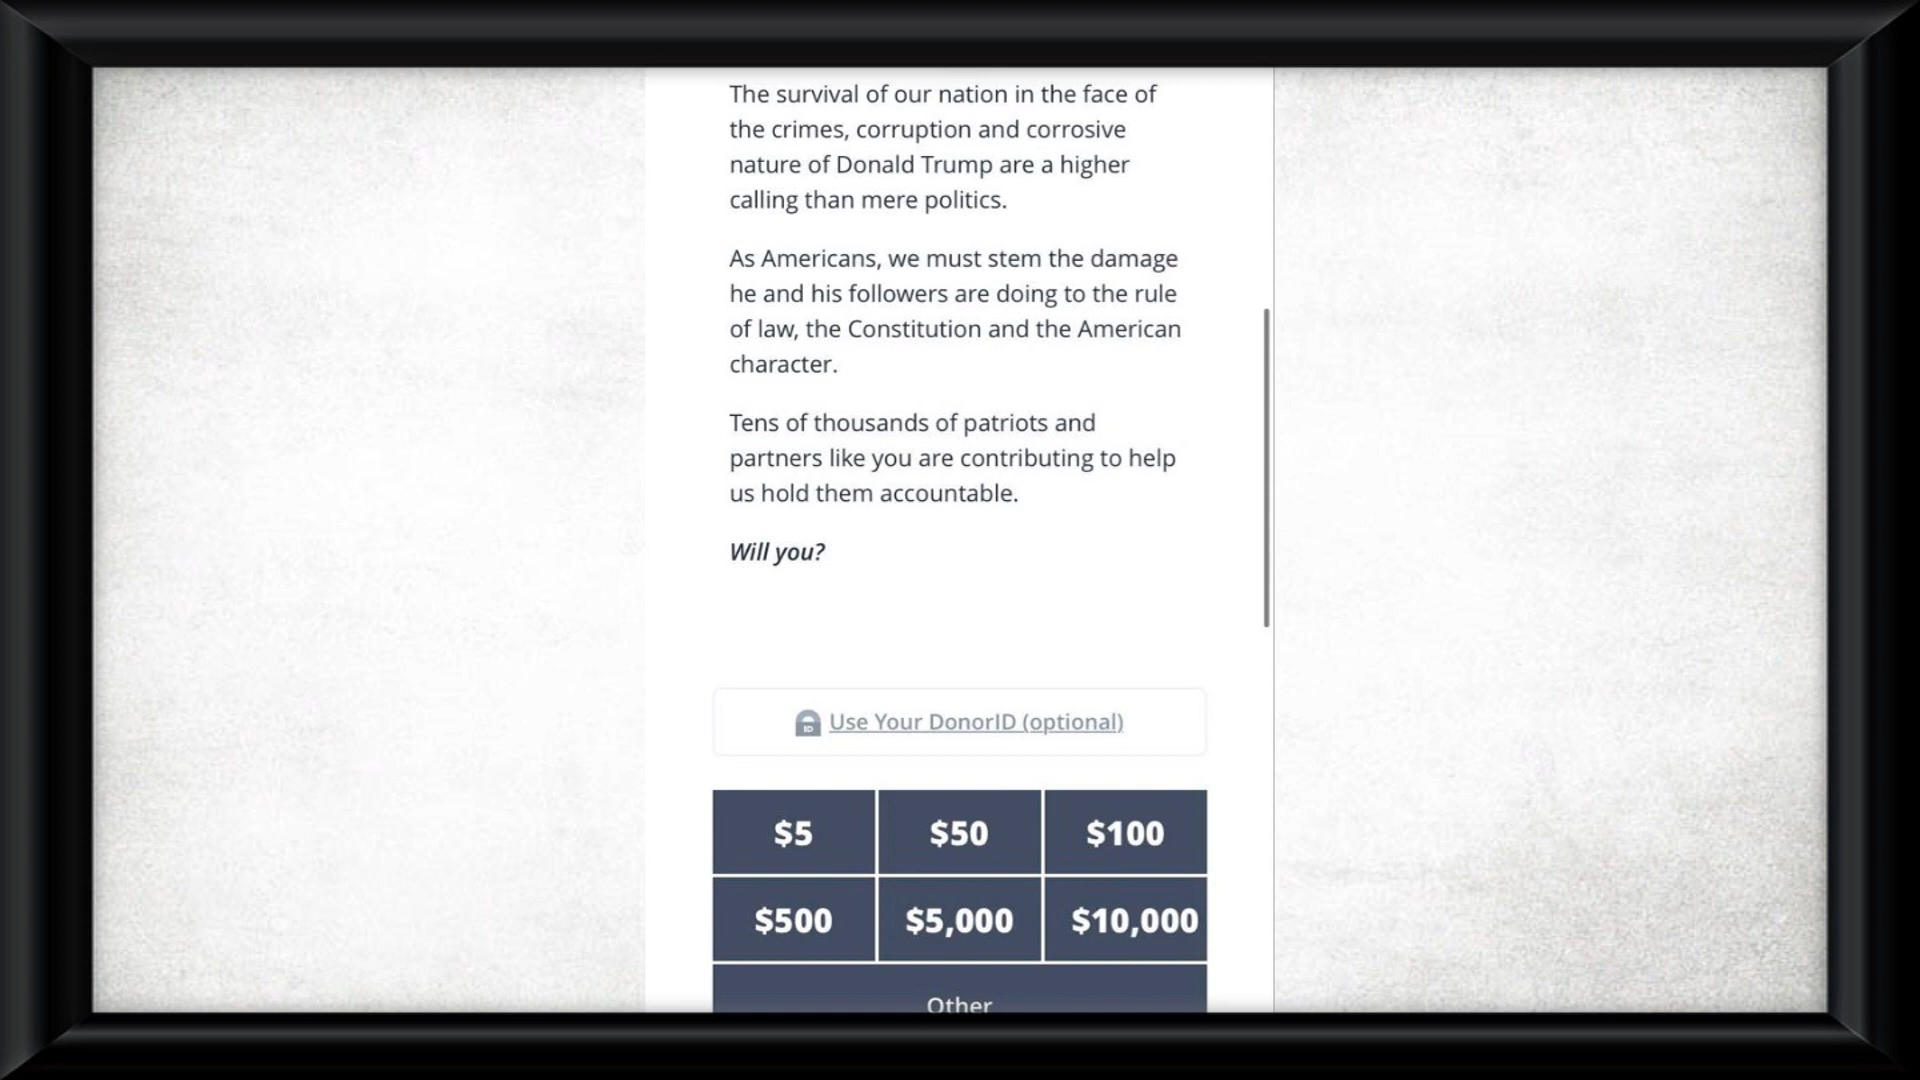 The survival of our nation in the face of
the crimes, corruption and corrosive
nature of Donald Trump are a higher
calling than mere politics.
As Americans, we must stem the damage
he and his followers are doing to the rule
of law, the Constitution and the American
character.
Tens of thousands of patriots and
partners like you are contributing to help
us hold them accountable.
Will you?
ID Use Your DonorID (optional)
$5 $50 $100
$500 $5,000 $10,000
Other